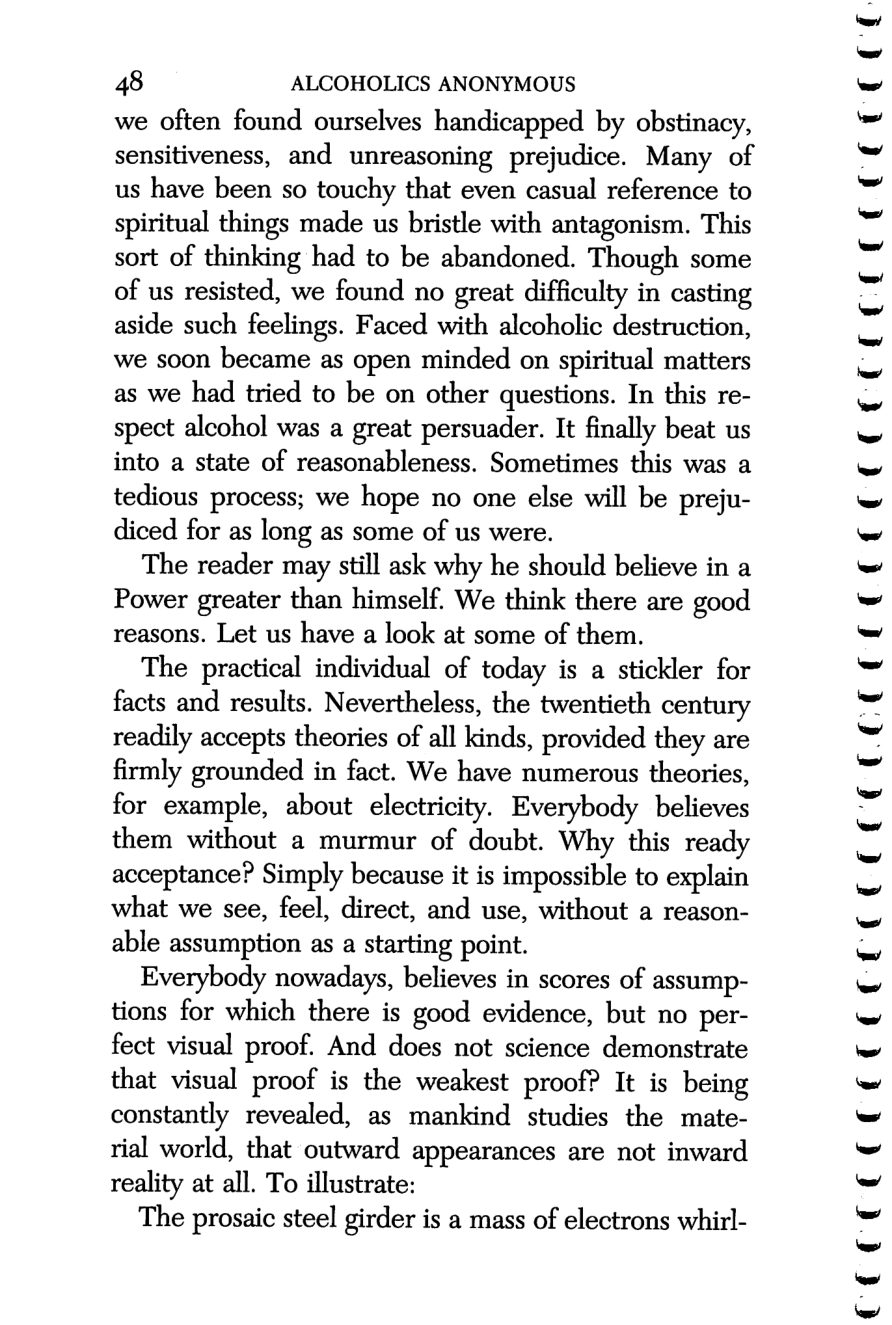 48 ALCOHOLICS ANONYMOUS
we often found ourselves handicapped by obstinacy,
sensitiveness, and unreasoning prejudice. Many of
us have been so touchy that even casual reference to
spiritual things made us bristle with antagonism. This
sort of thinking had to be abandoned. Though some
of us resisted, we found no great difficulty in casting
aside such feelings. Faced with alcoholic destruction,
we soon became as open minded on spiritual matters
as we had tried to be on other questions. In this re-
spect alcohol was a great persuader. It finally beat us
into a state of reasonableness. Sometimes this was a
tedious process; we hope no one else will be preju-
diced for as long as some of us were.
The reader may still ask why he should believe in a
Power greater than himself. We think there are good
reasons. Let us have a look at some of them.
The practical individual of today is a stickler for
facts and results. Nevertheless, the twentieth century
readily accepts theories of all kinds, provided they are
firmly grounded in fact. We have numerous theories,
for example, about electricity. Everybody believes
them without a murmur of doubt. Why this ready
acceptance? Simply because it is impossible to explain
what we see, feel, direct, and use, without a reason-
able assumption as a starting point.
Everybody nowadays, believes in scores of assump-
tions for which there is good evidence, but no per-
fect visual proof. And does not science demonstrate
that visual proof is the weakest proof? It is being
constantly revealed, as mankind studies the mate-
rial world, that outward appearances are not inward
reality at all. To illustrate:
The prosaic steel girder is a mass of electrons whirl-